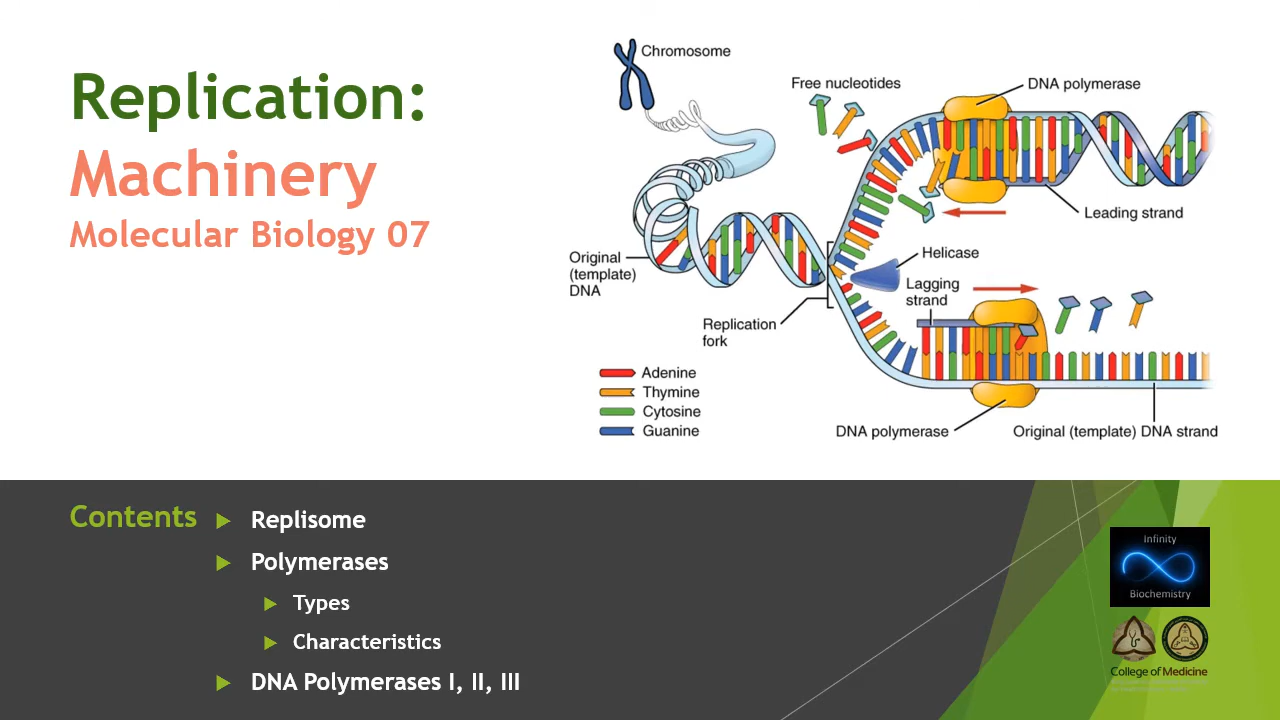 Replication:
Machinery
Molecular Biology 07
Chromosome
Free nucleotides
DNA polymerase
Leading strand
Helicase
Lagging
strand
Original
(template)
DNA
Replication
fork
Adenine
Thymine
Cytosine
Guanine
DNA polymerase
Original (template) DNA strand
Contents
Replisome
Polymerases
Types
Characteristics
DNA Polymerases I, II, III
Infinity
Biochemistry
College of Medicine